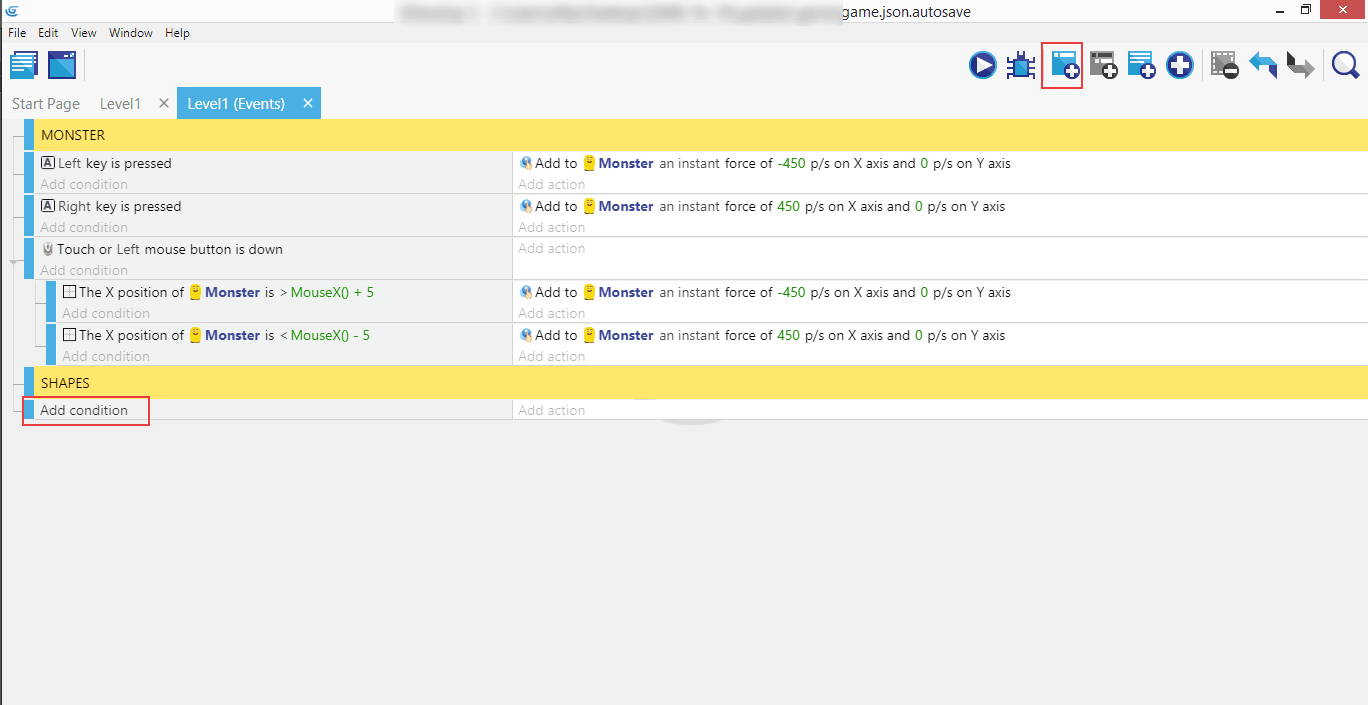 game.json.autosave
File Edit View Window Help
Start Page Level1 × Level1 (Events) ×
MONSTER
Left key is pressed Add to Monster an instant force of -450 p/s on X axis and 0 p/s on Y axis
Add condition Add action
Right key is pressed Add to Monster an instant force of 450 p/s on X axis and 0 p/s on Y axis
Add condition Add action
Touch or Left mouse button is down Add action
Add condition
The X position of Monster is > MouseX() + 5 Add to Monster an instant force of -450 p/s on X axis and 0 p/s on Y axis
Add condition Add action
The X position of Monster is < MouseX() - 5 Add to Monster an instant force of 450 p/s on X axis and 0 p/s on Y axis
Add condition Add action
SHAPES
Add condition Add action